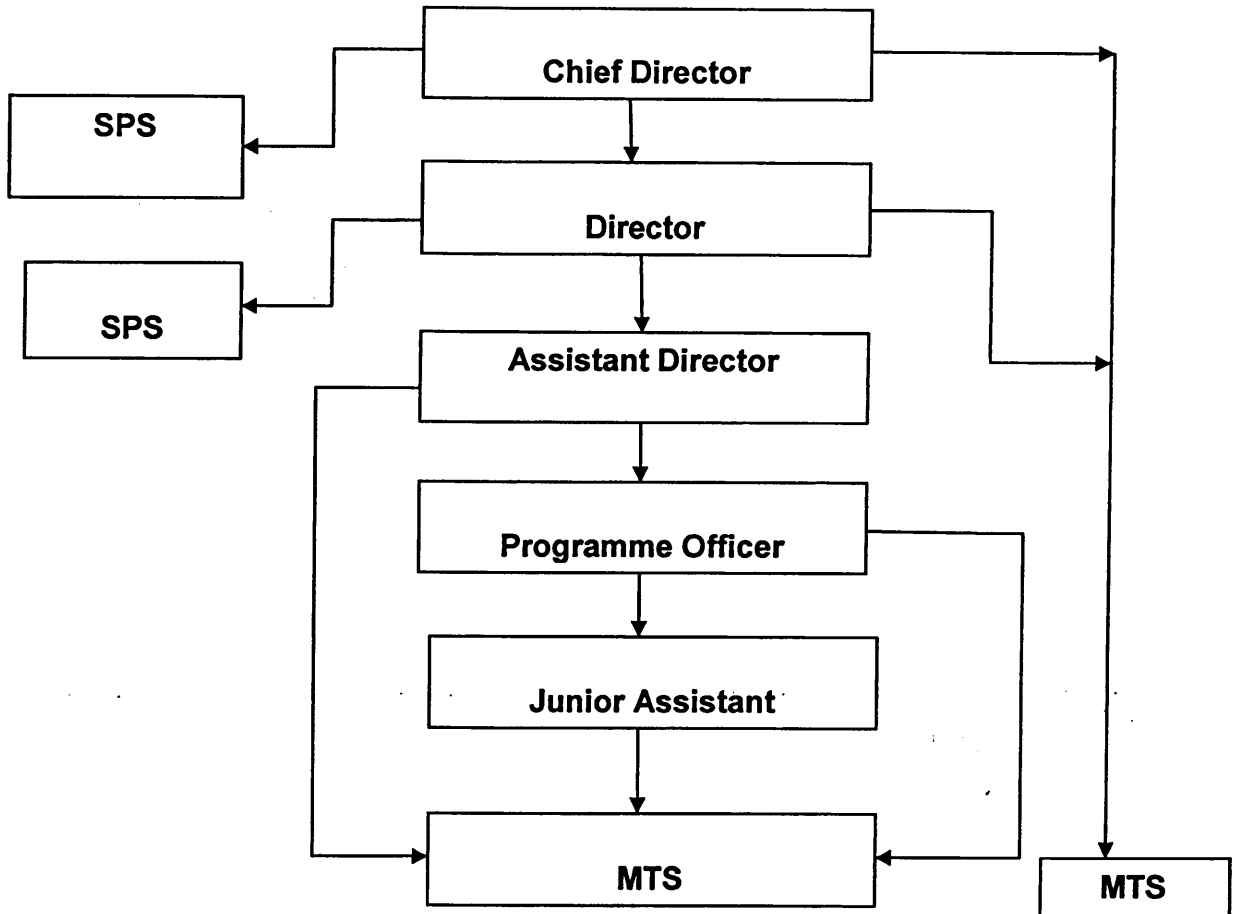 Chief Director
SPS
Director
SPS
Assistant Director
Programme Officer
Junior Assistant
MTS
MTS